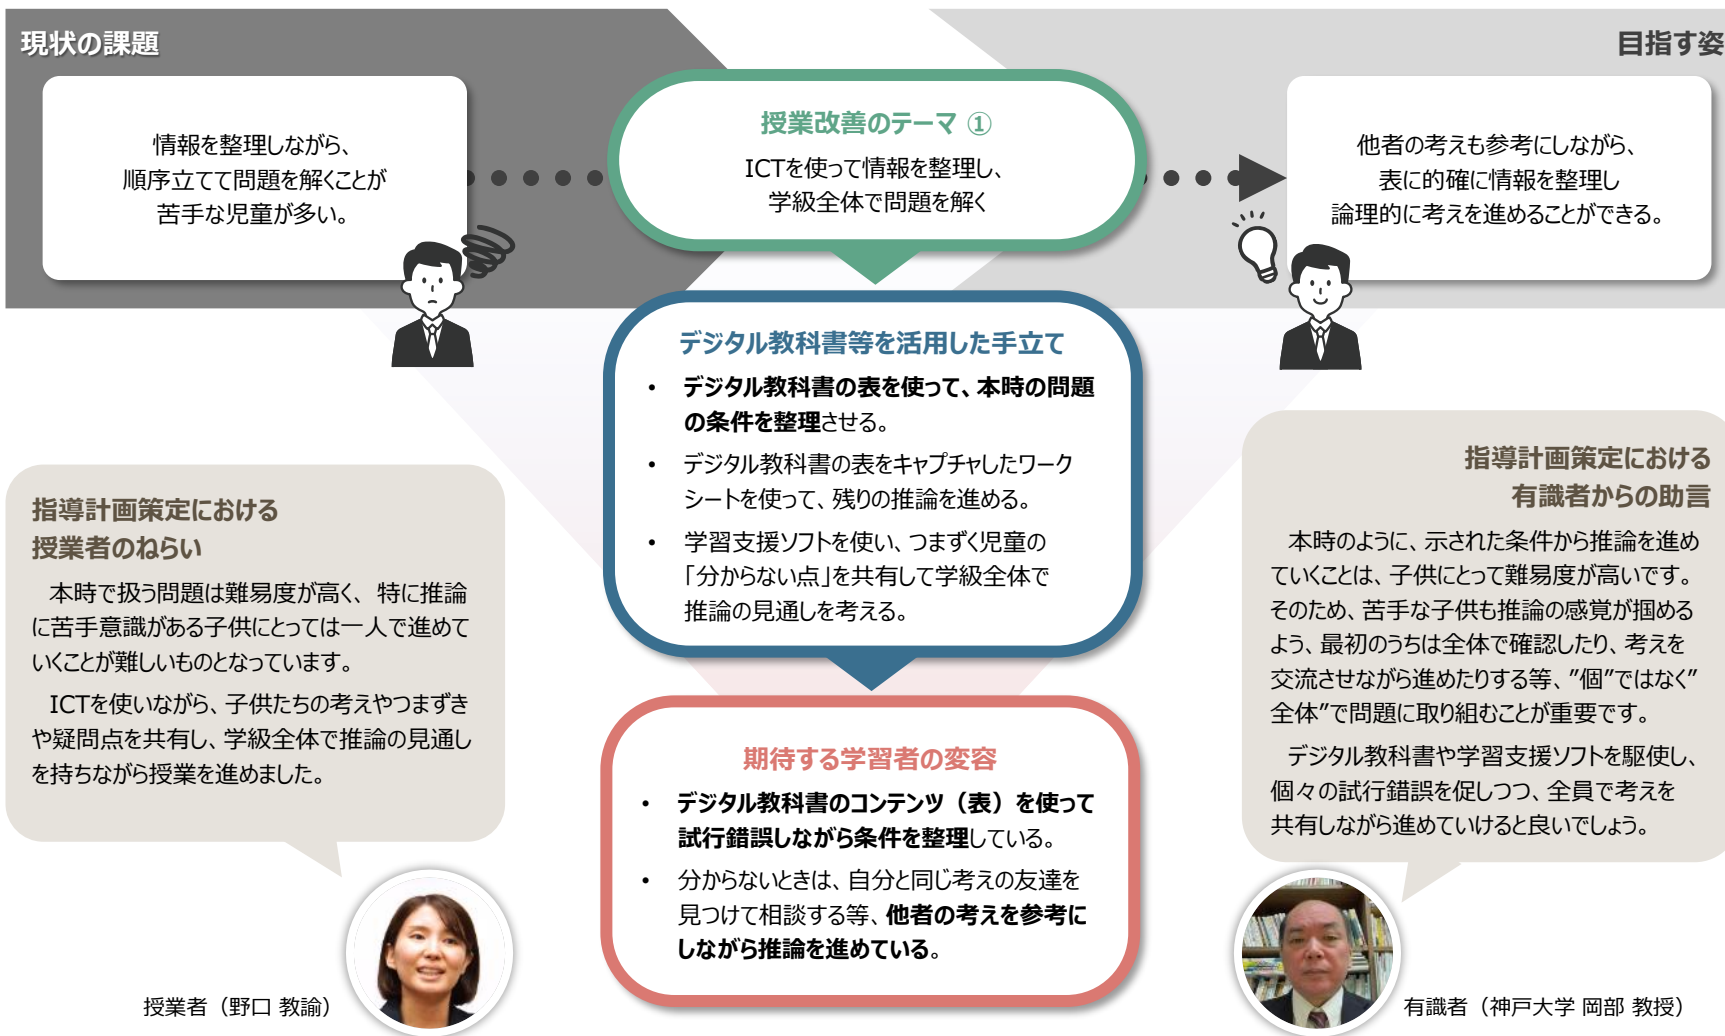 現状の課題
情報を整理しながら、
順序立てて問題を解くことが
苦手な児童が多い。
授業改善のテーマ ①
ICTを使って情報を整理し、
学級全体で問題を解く
目指す姿
他者の考えも参考にしながら、
表に的確に情報を整理し
論理的に考えを進めることができる。
デジタル教科書等を活用した手立て
• デジタル教科書の表を使って、本時の問題
の条件を整理させる。
• デジタル教科書の表をキャプチャしたワーク
シートを使って、残りの推論を進める。
• 学習支援ソフトを使い、つまずく児童の
「分からない点」を共有して学級全体で
推論の見通しを考える。
指導計画策定における
授業者のねらい
本時で扱う問題は難易度が高く、特に推論
に苦手意識がある子供にとっては一人で進めて
いくことが難しいものとなっています。
ICTを使いながら、子供たちの考えやつまずき
や疑問点を共有し、学級全体で推論の見通し
を持ちながら授業を進めました。
授業者（野口 教諭）
期待する学習者の変容
• デジタル教科書のコンテンツ（表）を使って
試行錯誤しながら条件を整理している。
• 分からないときは、自分と同じ考えの友達を
見つけて相談する等、他者の考えを参考に
しながら推論を進めている。
指導計画策定における
有識者からの助言
本時のように、示された条件から推論を進め
ていくことは、子供にとって難易度が高いです。
そのため、苦手な子供も推論の感覚が掴める
よう、最初のうちは全体で確認したり、考えを
交流させながら進めたりする等、”個”ではなく”
全体”で問題に取り組むことが重要です。
デジタル教科書や学習支援ソフトを駆使し、
個々の試行錯誤を促しつつ、全員で考えを
共有しながら進めていけると良いでしょう。
有識者（神戸大学 岡部 教授）